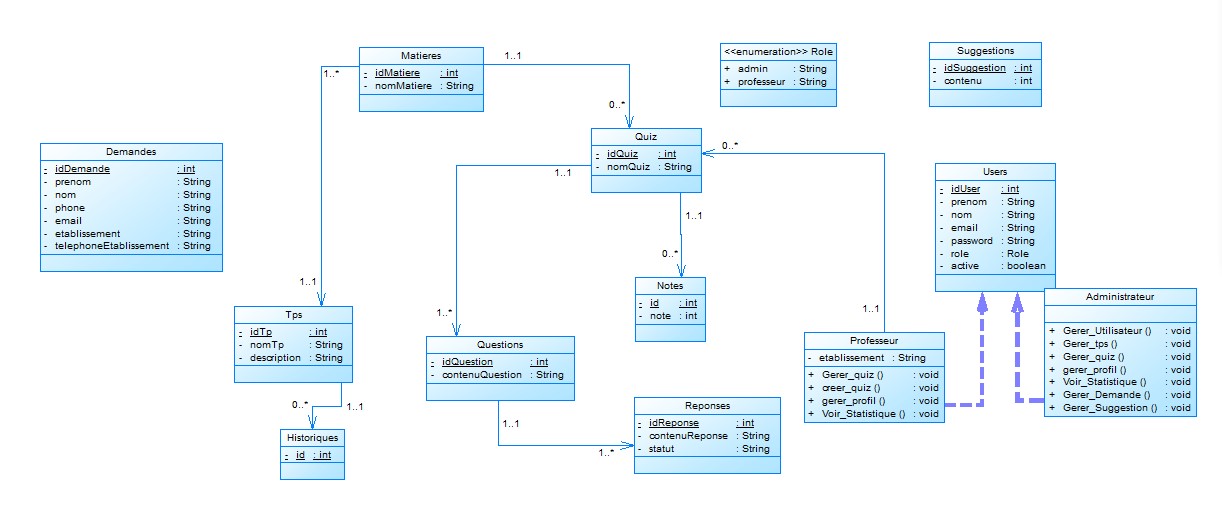 Matieres
- idMatiere : int
- nomMatiere : String
1..1
1..*
0..*
<<enumeration>> Role
+ admin : String
+ professeur : String
Suggestions
- idSuggestion : int
- contenu : int
Demandes
- idDemande : int
- prenom : String
- nom : String
- phone : String
- email : String
- etablissement : String
- telephoneEtablissement : String
Quiz
- idQuiz : int
- nomQuiz : String
0..*
1..1
1..1
0..*
Users
- idUser : int
- prenom : String
- nom : String
- email : String
- password : String
- role : Role
- active : boolean
1..1
Tps
- idTp : int
- nomTp : String
- description : String
Notes
- id : int
- note : int
1..*
1..1
Questions
- idQuestion : int
- contenuQuestion : String
Professeur
- etablissement : String
+ Gerer_quiz () : void
+ creer_quiz () : void
+ gerer_profil () : void
+ Voir_Statistique () : void
Administrateur
+ Gerer_Utilisateur () : void
+ Gerer_tps () : void
+ Gerer_quiz () : void
+ gerer_profil () : void
+ Voir_Statistique () : void
+ Gerer_Demande () : void
+ Gerer_Suggestion () : void
0..*
1..1
Historiques
- id : int
1..1
1..*
Reponses
- idReponse : int
- contenuReponse : String
- statut : String